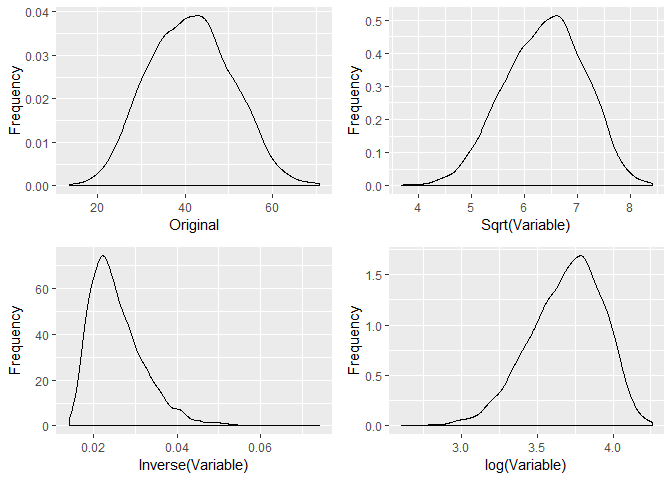 Frequency
0.04
0.03
0.02
0.01
0.00
20 40 60
Original
Frequency
0.5
0.4
0.3
0.2
0.1
0.0
4 5 6 7 8
Sqrt(Variable)
Frequency
60
40
20
0
0.02 0.04 0.06
Inverse(Variable)
Frequency
1.5
1.0
0.5
0.0
3.0 3.5 4.0
log(Variable)